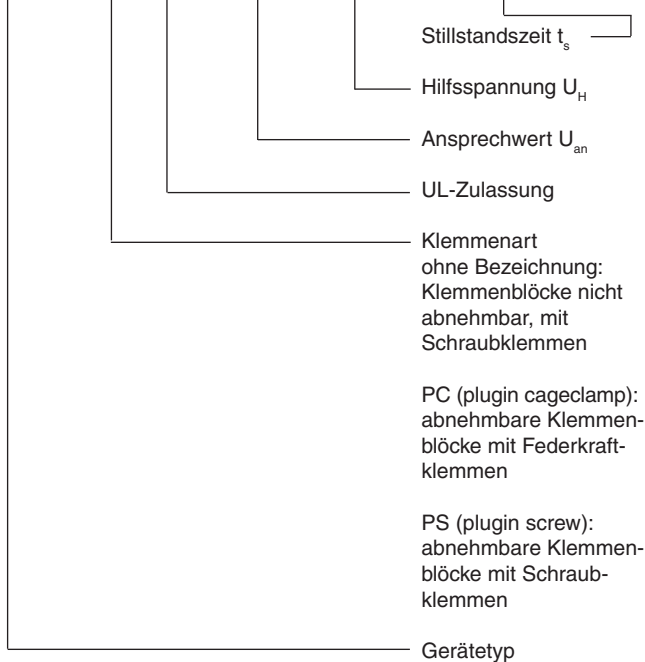 Stillstandszeit tₛ
Hilfsspannung U_H
Ansprechwert U_an
UL-Zulassung
Klemmenart
ohne Bezeichnung:
Klemmenblöcke nicht
abnehmbar, mit
Schraubklemmen
PC (plugin cageclamp):
abnehmbare Klemmen-
blöcke mit Federkraft-
klemmen
PS (plugin screw):
abnehmbare Klemmen-
blöcke mit Schraub-
klemmen
Gerätetyp